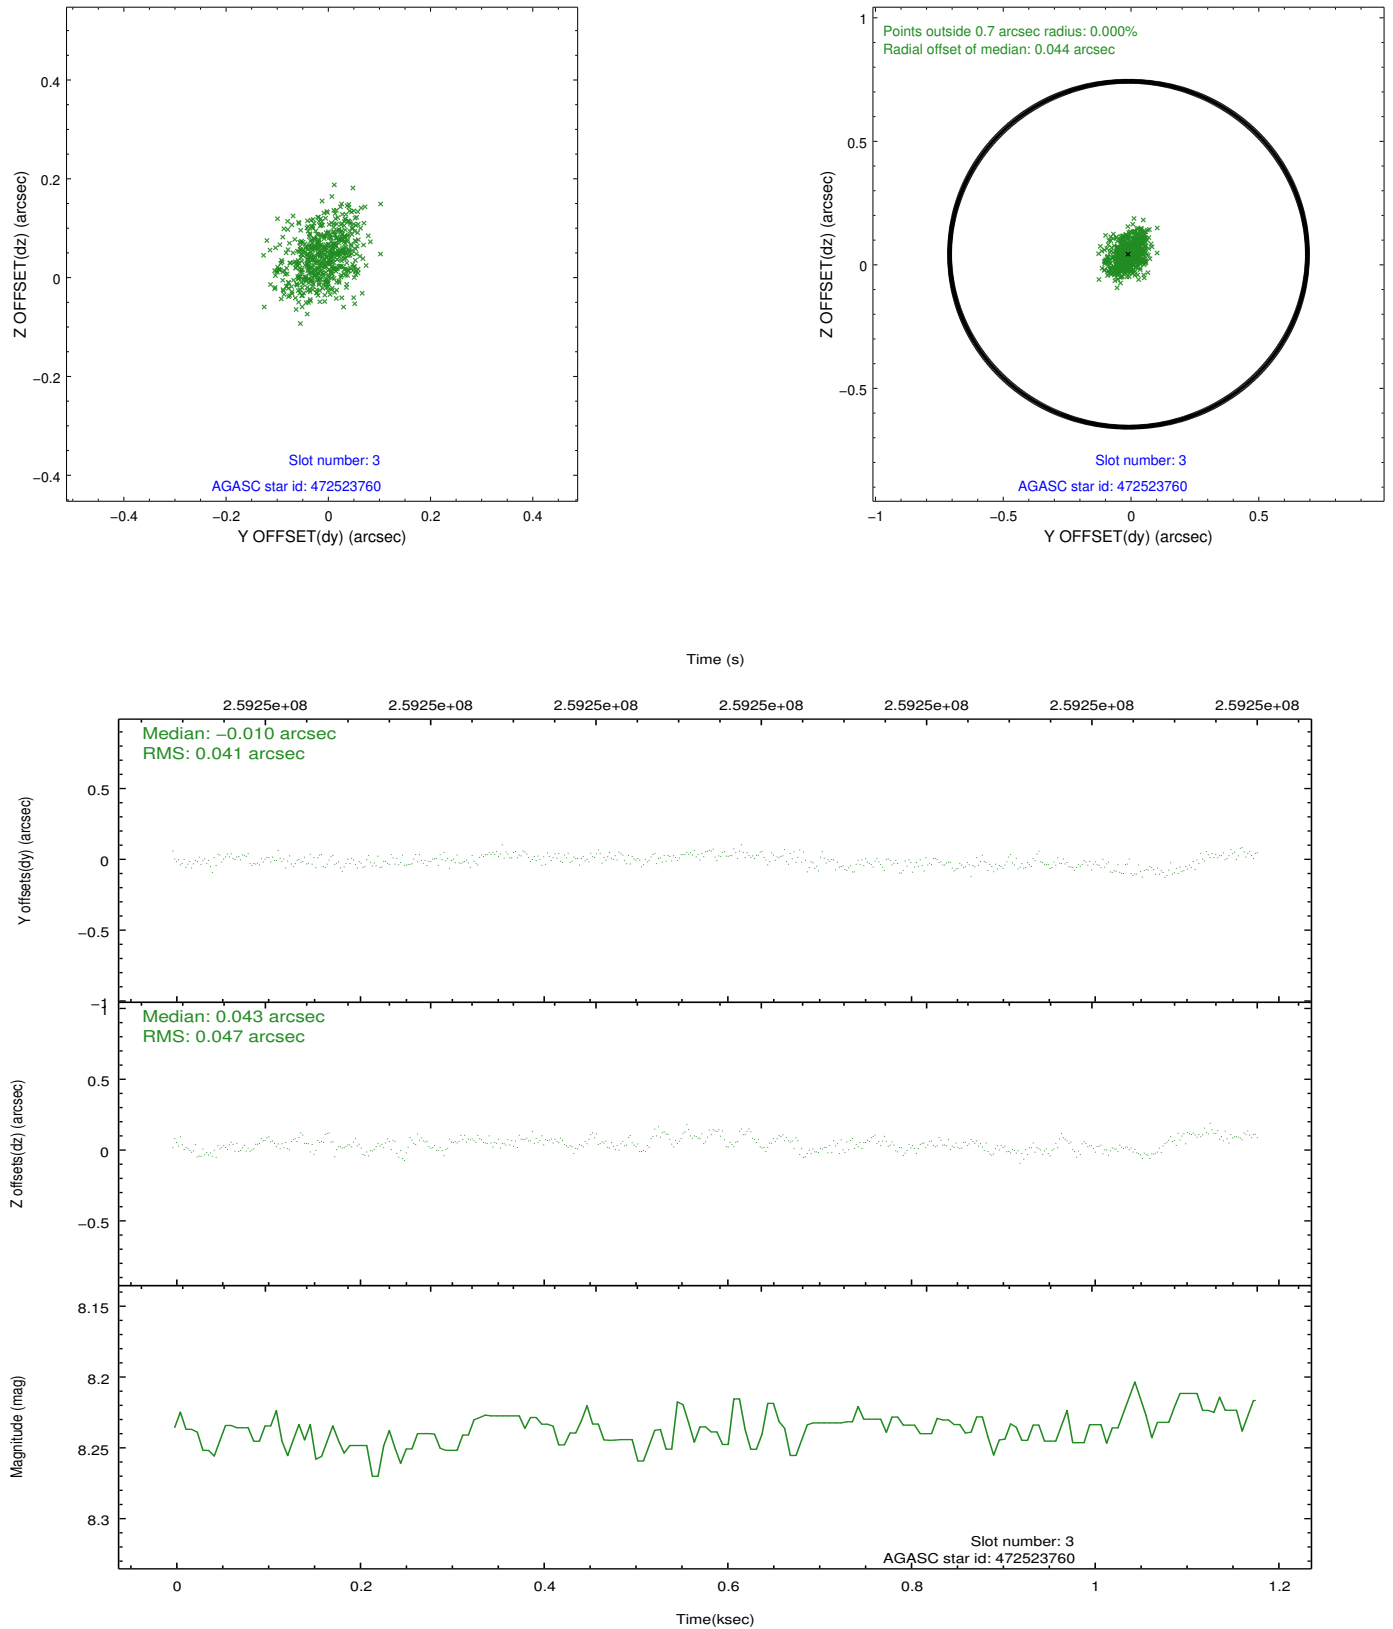 0.4
0.2
0
−0.2
−0.4
Z OFFSET(dz) (arcsec)
Slot number: 3
AGASC star id: 472523760
−0.4 −0.2 0 0.2 0.4
Y OFFSET(dy) (arcsec)
Points outside 0.7 arcsec radius: 0.000%
Radial offset of median: 0.044 arcsec
1
0.5
0
−0.5
Z OFFSET(dz) (arcsec)
Slot number: 3
AGASC star id: 472523760
−1 −0.5 0 0.5
Y OFFSET(dy) (arcsec)
Time (s)
2.5925e+08 2.5925e+08 2.5925e+08 2.5925e+08 2.5925e+08 2.5925e+08 2.5925e+08
Median: −0.010 arcsec
RMS: 0.041 arcsec
0.5
0
−0.5
−1
Y offsets(dy) (arcsec)
Median: 0.043 arcsec
RMS: 0.047 arcsec
1
0.5
0
−0.5
Z offsets(dz) (arcsec)
8.15
8.2
8.25
8.3
Magnitude (mag)
Slot number: 3
AGASC star id: 472523760
0 0.2 0.4 0.6 0.8 1 1.2
Time(ksec)